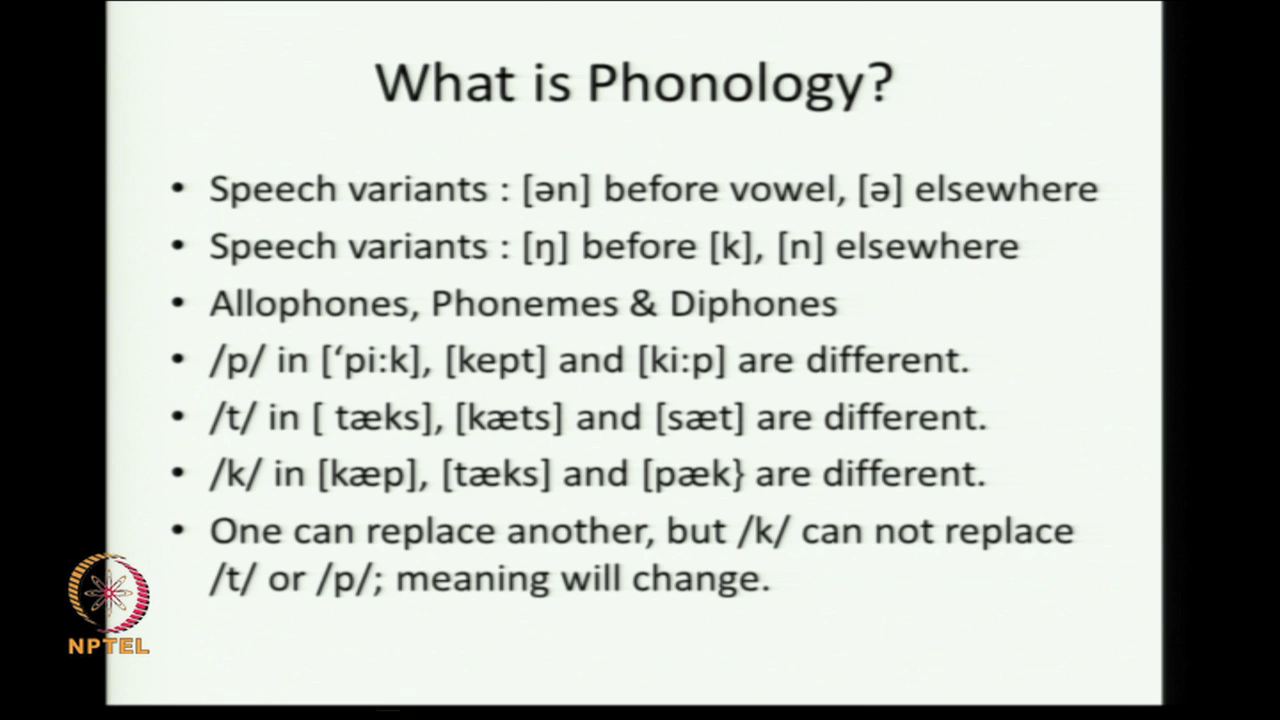 What is Phonology?
• Speech variants : [ən] before vowel, [ə] elsewhere
• Speech variants : [ŋ] before [k], [n] elsewhere
• Allophones, Phonemes & Diphones
• /p/ in [‘pi:k], [kept] and [ki:p] are different.
• /t/ in [ tæks], [kæts] and [sæt] are different.
• /k/ in [kæp], [tæks] and [pæk} are different.
• One can replace another, but /k/ can not replace
/t/ or /p/; meaning will change.
NPTEL